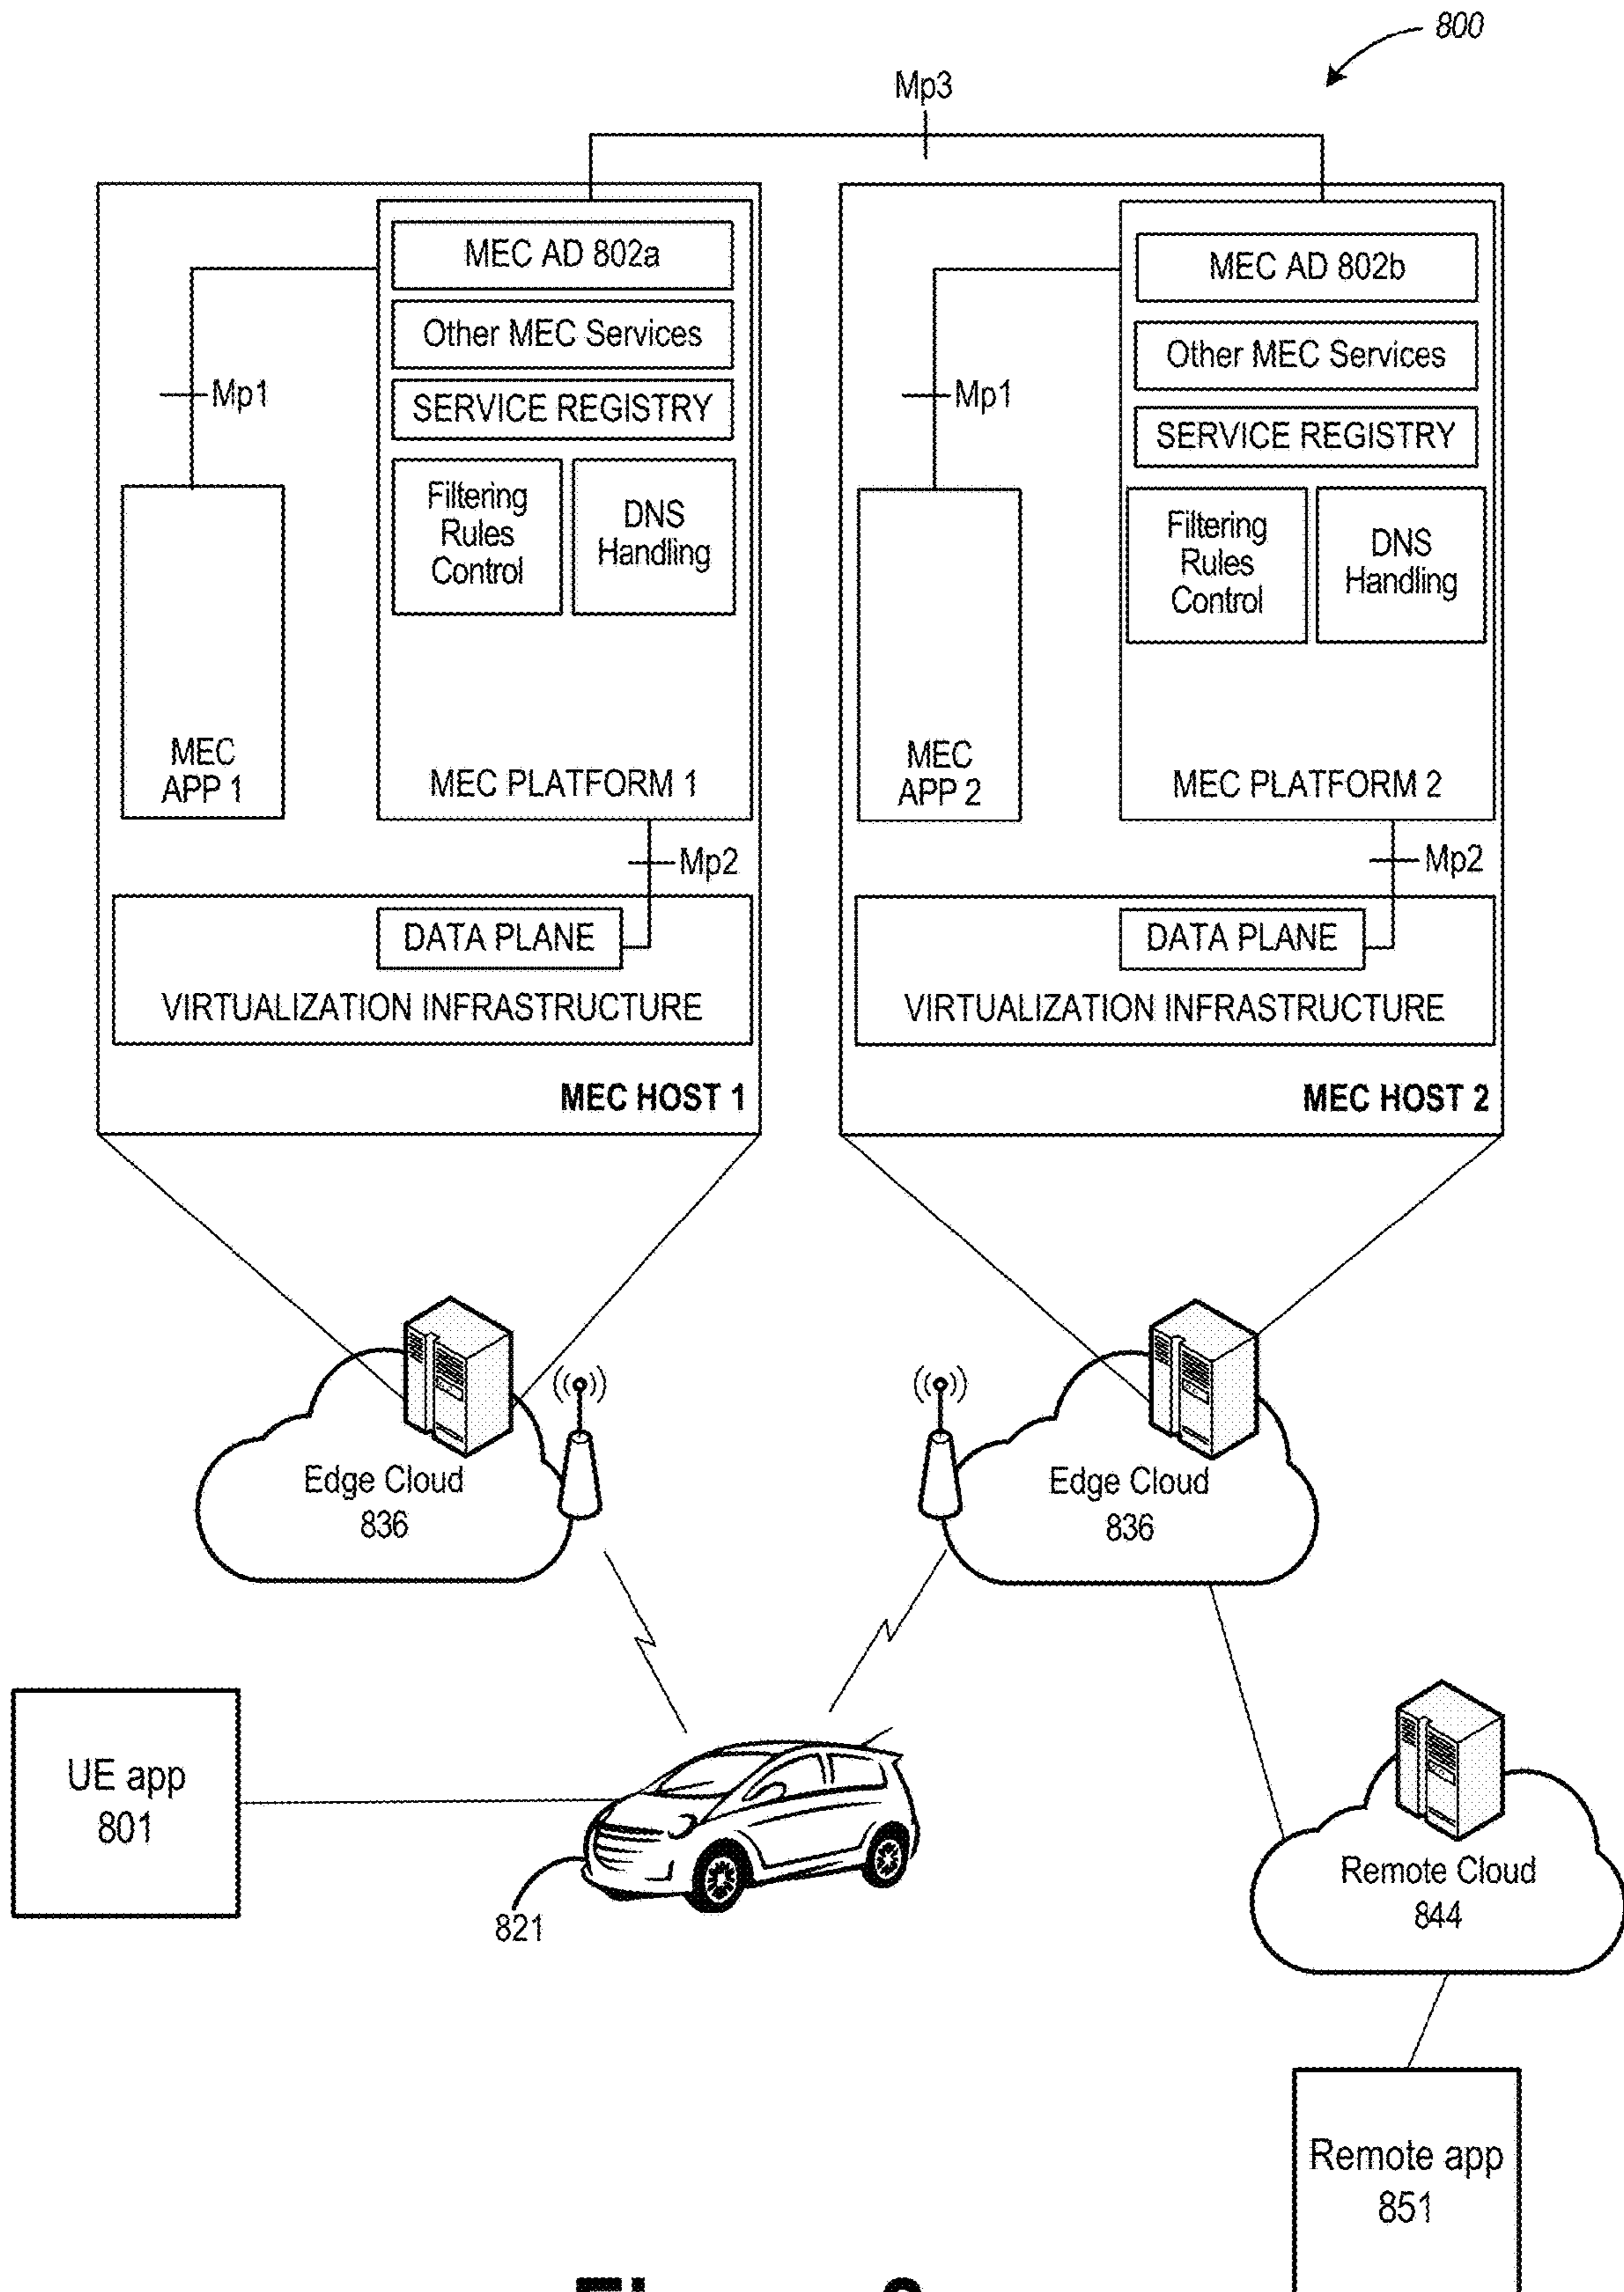 800
Mp3
MEC AD 802a
Other MEC Services
SERVICE REGISTRY
Filtering
Rules
Control
DNS
Handling
Mp1
MEC
APP 1
MEC PLATFORM 1
Mp2
DATA PLANE
VIRTUALIZATION INFRASTRUCTURE
MEC HOST 1
MEC AD 802b
Other MEC Services
SERVICE REGISTRY
Filtering
Rules
Control
DNS
Handling
Mp1
MEC
APP 2
MEC PLATFORM 2
Mp2
DATA PLANE
VIRTUALIZATION INFRASTRUCTURE
MEC HOST 2
Edge Cloud
836
Edge Cloud
836
UE app
801
821
Remote Cloud
844
Remote app
851